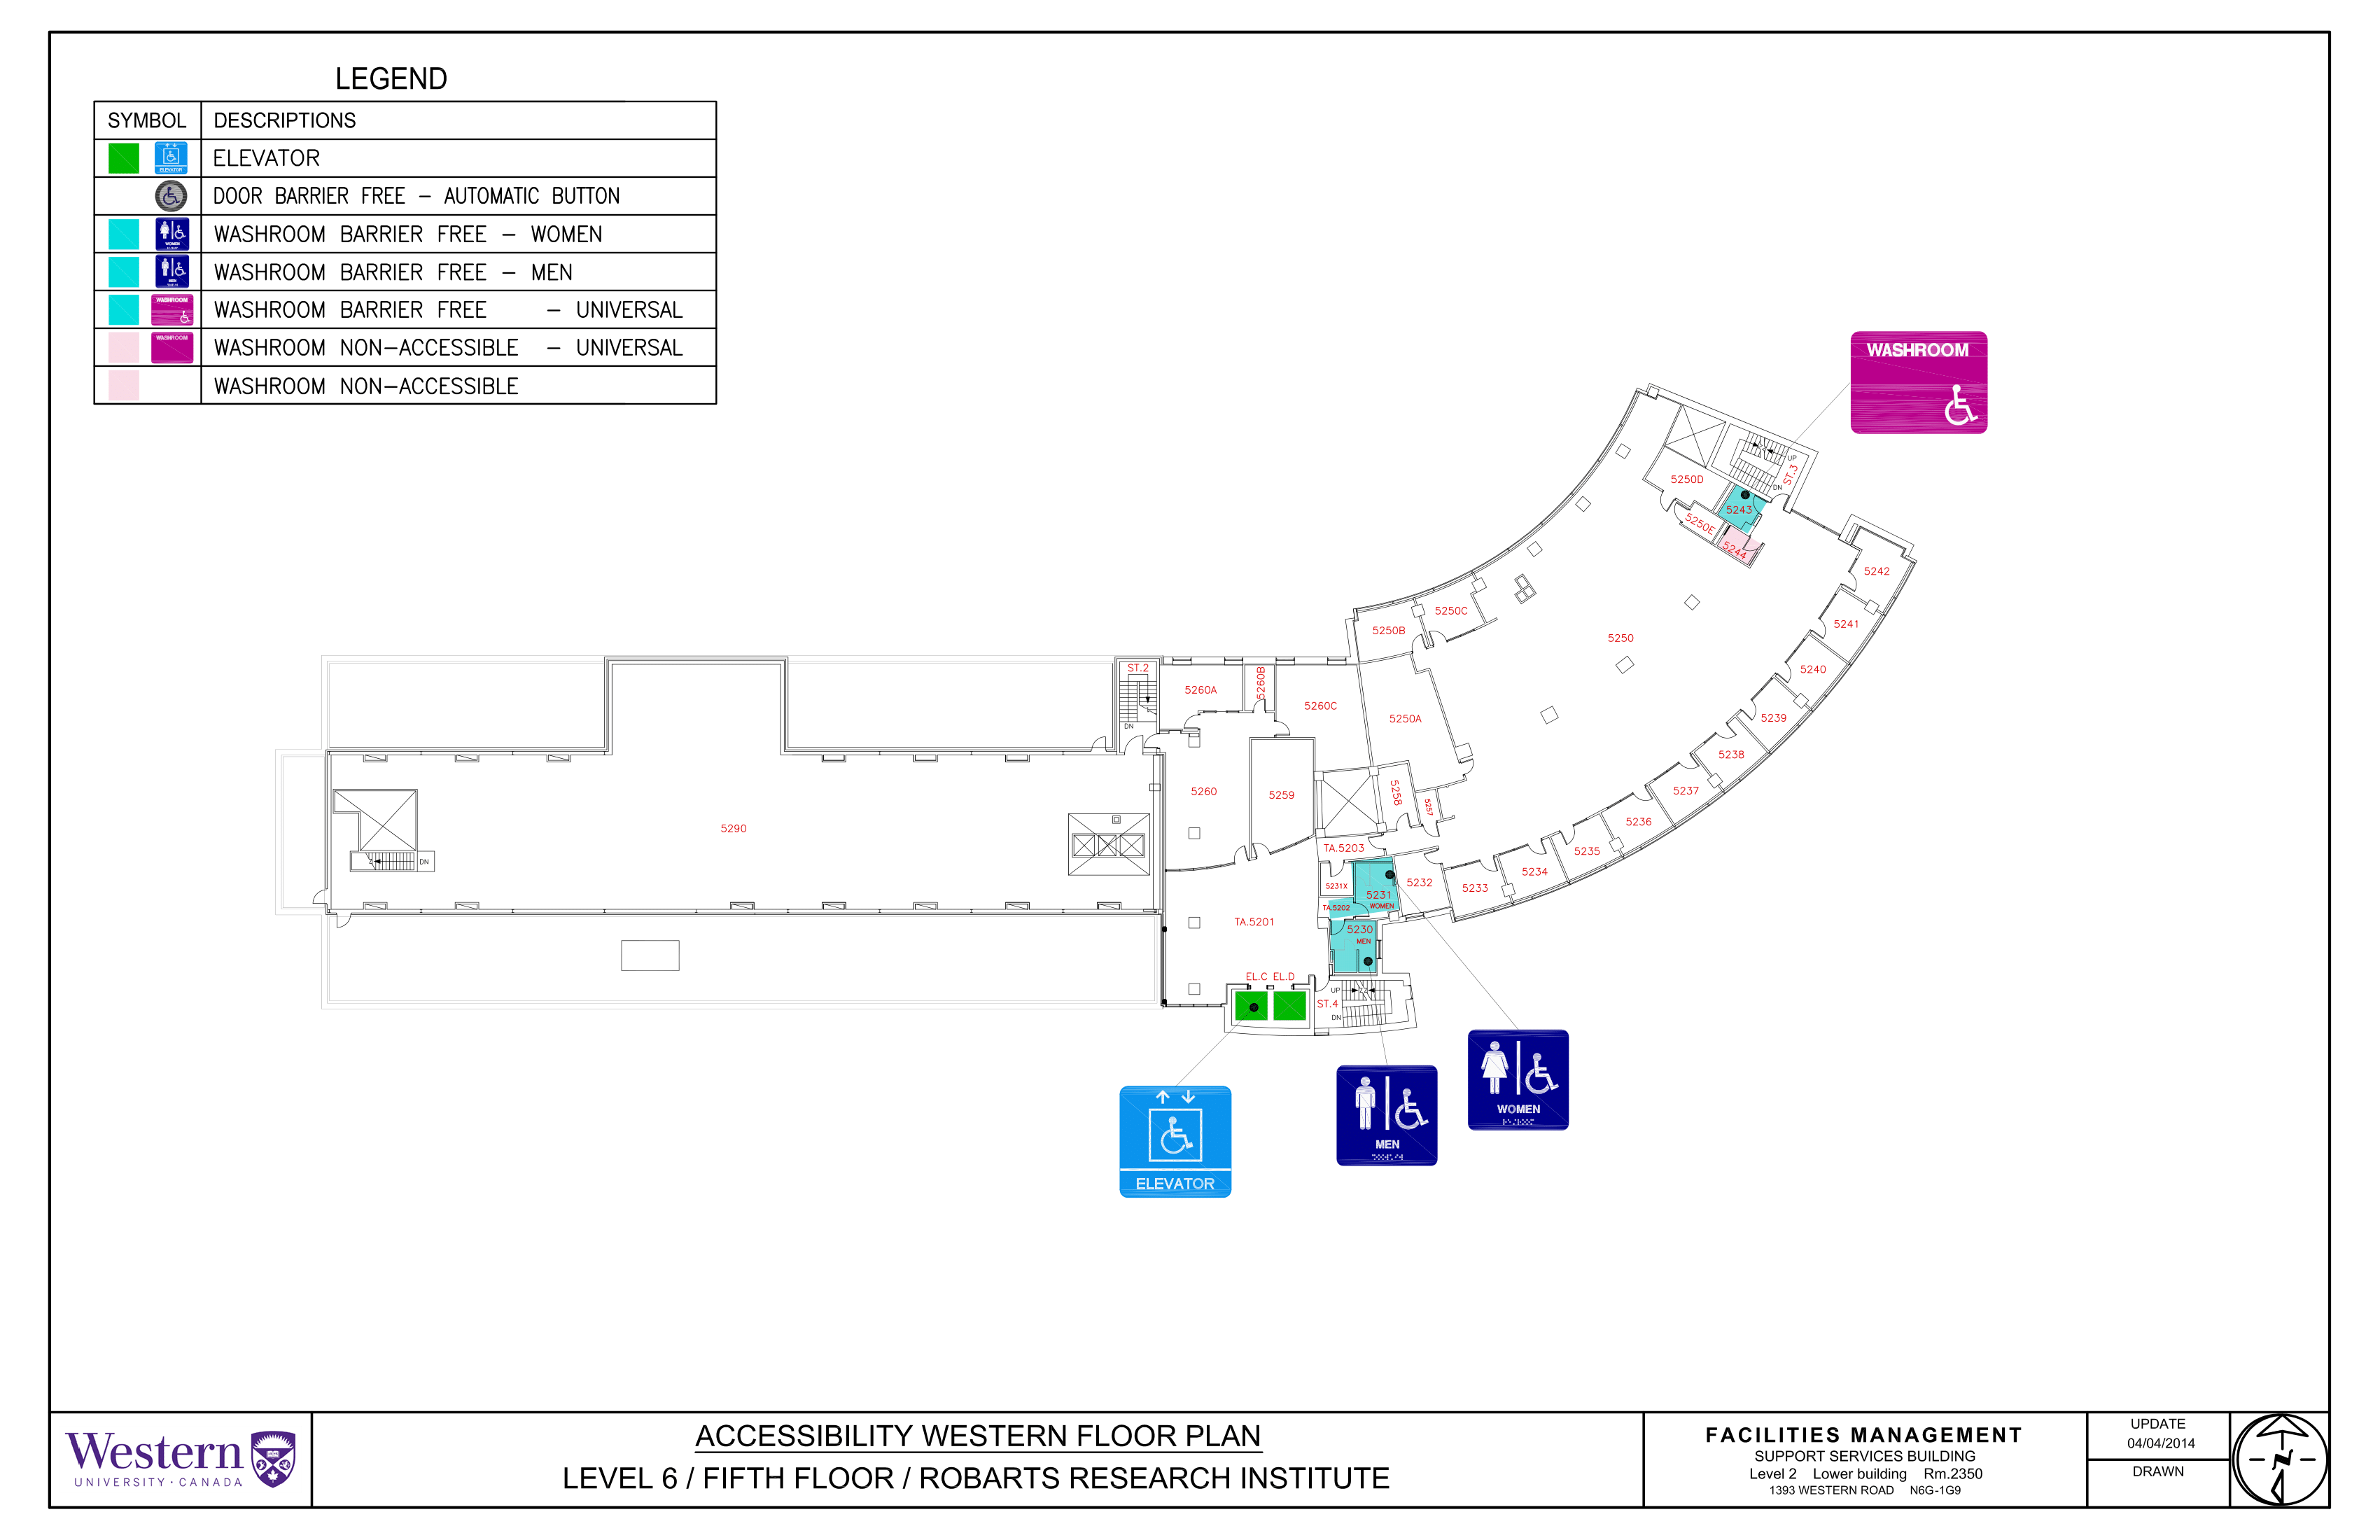 LEGEND
SYMBOL DESCRIPTIONS
ELEVATOR ELEVATOR
DOOR BARRIER FREE - AUTOMATIC BUTTON
WOMEN WASHROOM BARRIER FREE - WOMEN
MEN WASHROOM BARRIER FREE - MEN
WASHROOM WASHROOM BARRIER FREE - UNIVERSAL
WASHROOM WASHROOM NON-ACCESSIBLE - UNIVERSAL
WASHROOM NON-ACCESSIBLE
WASHROOM
UP
ST.3
DN
5250D
5243
5250E
5244
5242
5241
5250C
5250B
5250
5240
ST.2
5260A
5260B
5260C
5250A
5239
DN
5238
5260
5259
5258
5257
5237
5236
5290
TA.5203
5235
DN
5234
5231X
5231
WOMEN
5232
5233
TA.5202
TA.5201
5230
MEN
EL.C EL.D
UP
ST.4
DN
WOMEN
MEN
ELEVATOR
Western
UNIVERSITY · CANADA
ACCESSIBILITY WESTERN FLOOR PLAN
LEVEL 6 / FIFTH FLOOR / ROBARTS RESEARCH INSTITUTE
FACILITIES MANAGEMENT
SUPPORT SERVICES BUILDING
Level 2 Lower building Rm.2350
1393 WESTERN ROAD N6G-1G9
UPDATE
04/04/2014
DRAWN
N